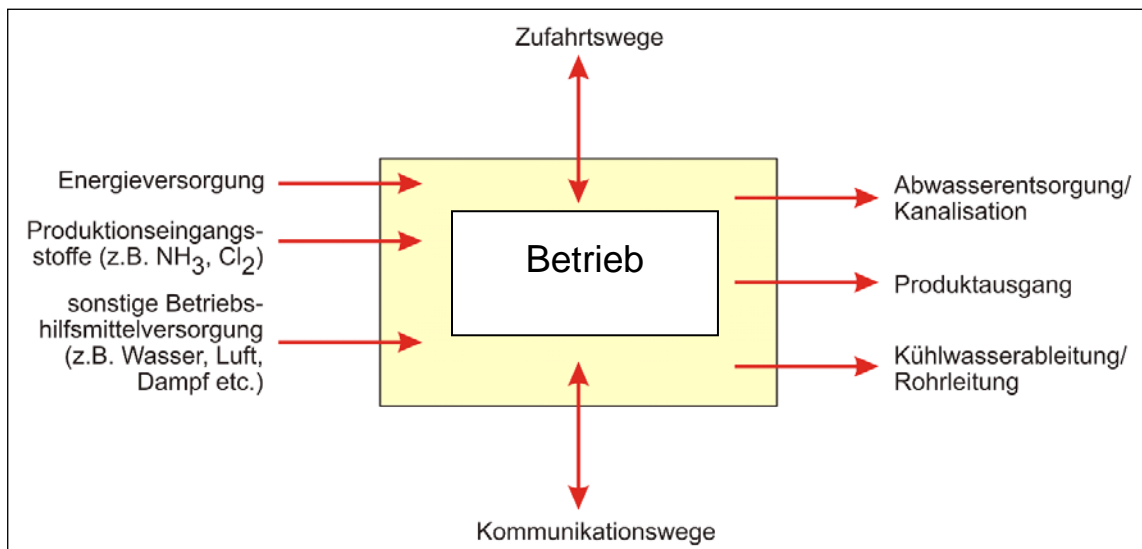 Zufahrtswege
Energieversorgung
Produktionseingangs-
stoffe (z.B. NH3, Cl2)
sonstige Betriebs-
hilfsmittelversorgung
(z.B. Wasser, Luft,
Dampf etc.)
Betrieb
Abwasserentsorgung/
Kanalisation
Produktausgang
Kühlwasserableitung/
Rohrleitung
Kommunikationswege